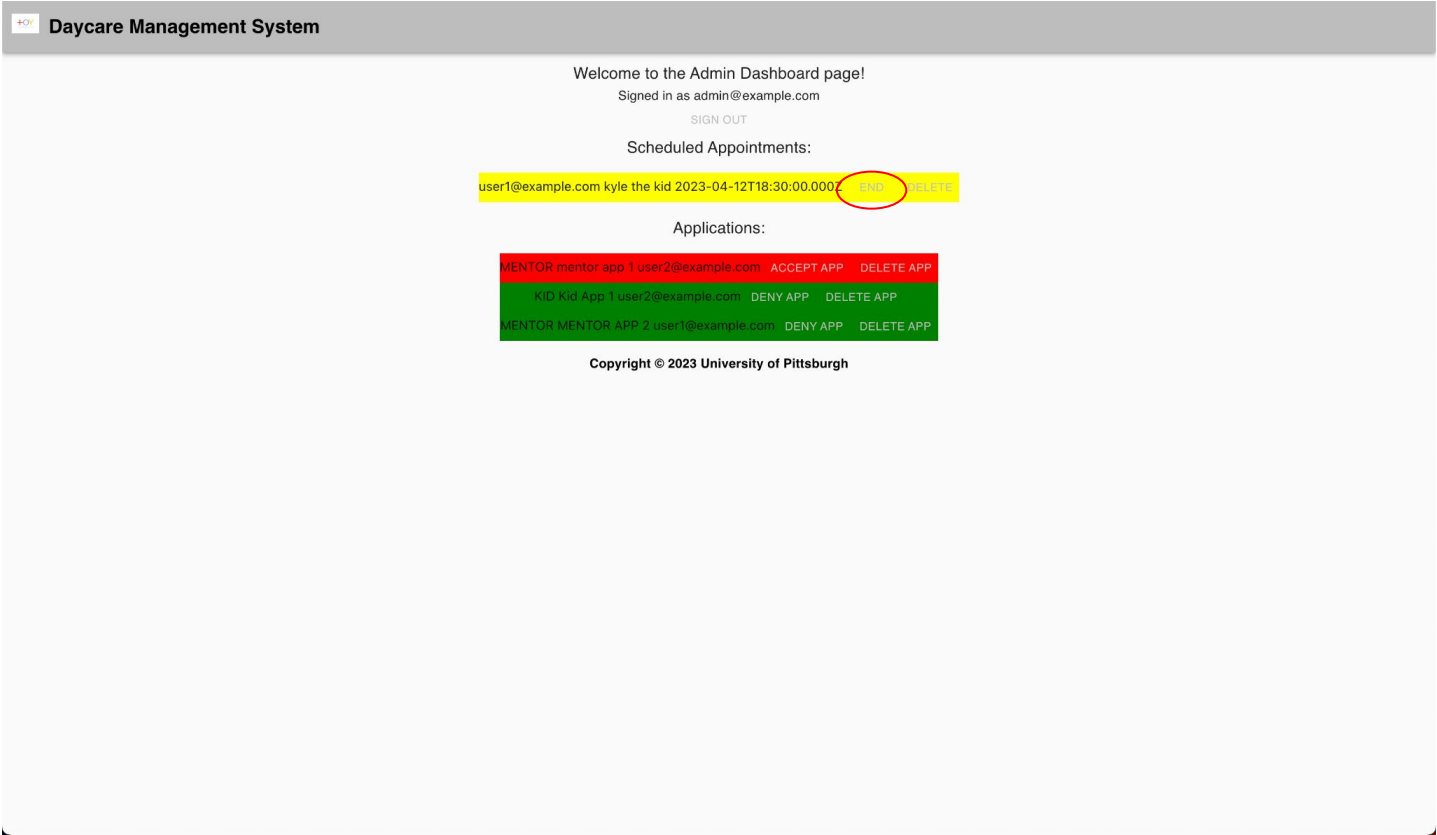 TOY Daycare Management System
Welcome to the Admin Dashboard page!
Signed in as admin@example.com
SIGN OUT
Scheduled Appointments:
user1@example.com kyle the kid 2023-04-12T18:30:00.000Z END DELETE
Applications:
MENTOR mentor app 1 user2@example.com ACCEPT APP DELETE APP
KID Kid App 1 user2@example.com DENY APP DELETE APP
MENTOR MENTOR APP 2 user1@example.com DENY APP DELETE APP
Copyright © 2023 University of Pittsburgh